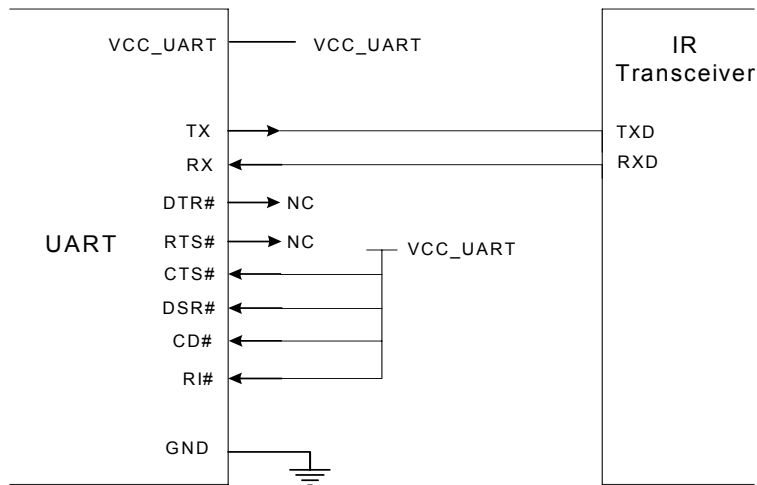 VCC_UART VCC_UART
IR
Transceiver
TX TXD
RX RXD
DTR# NC
UART RTS# NC
VCC_UART
CTS#
DSR#
CD#
RI#
GND